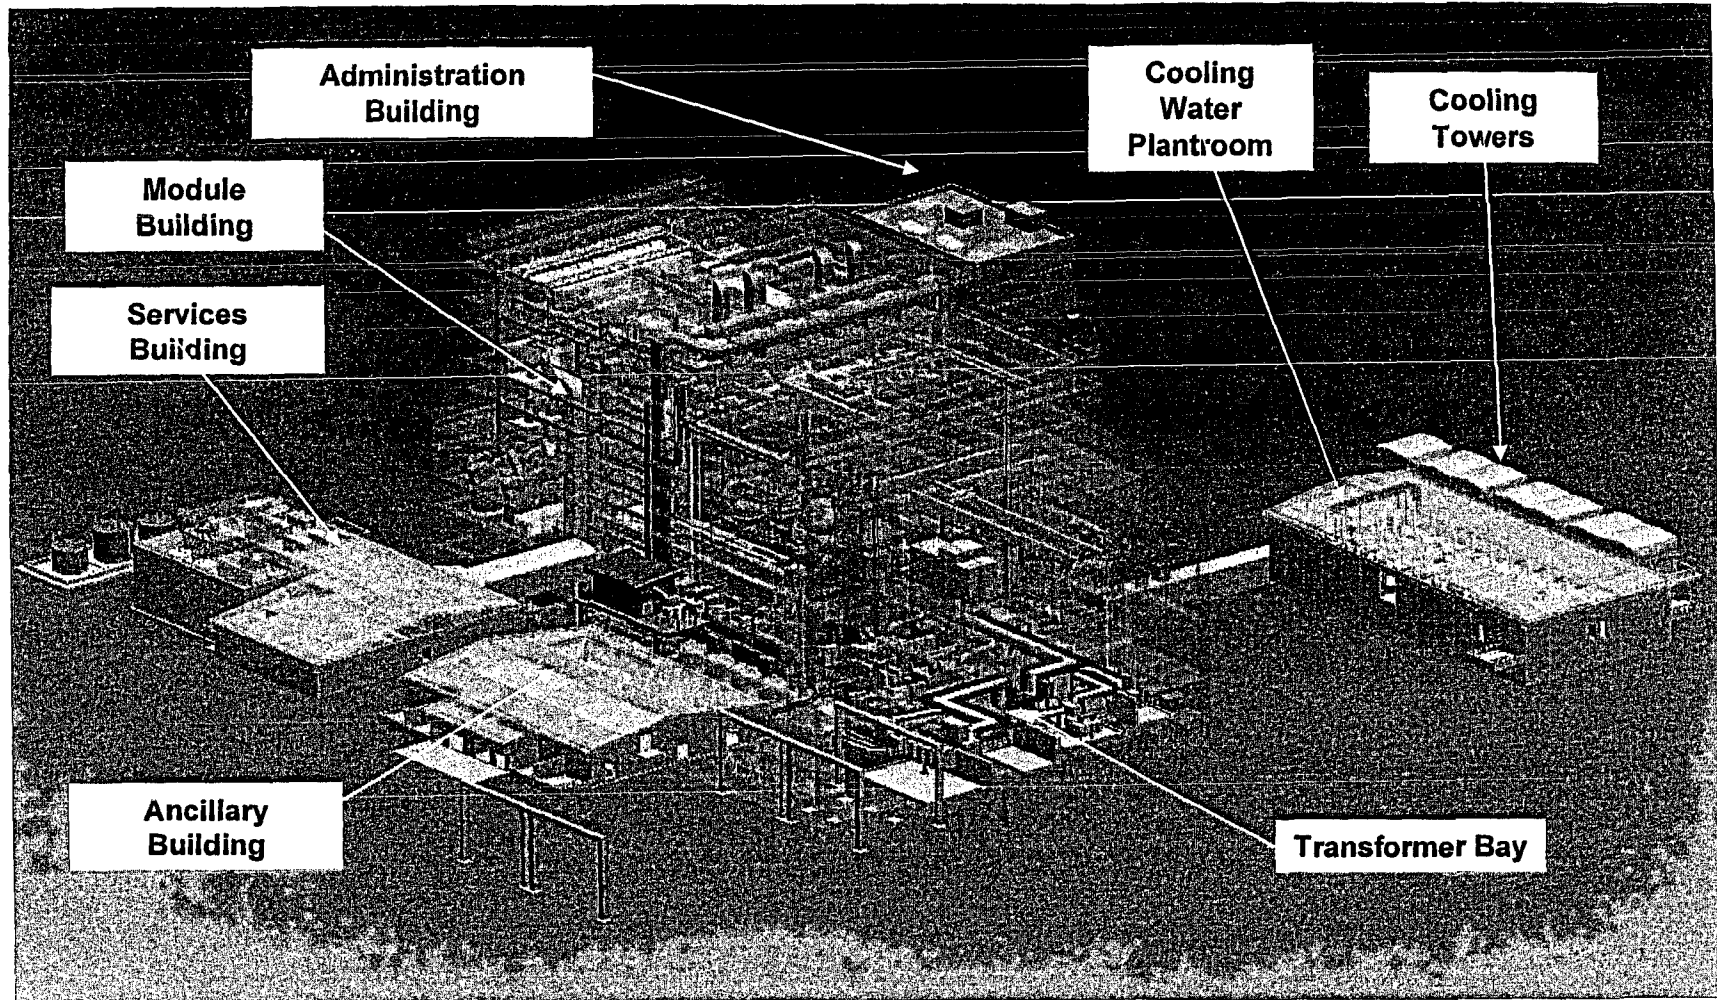 Administration
Building
Cooling
Water
Plantroom
Cooling
Towers
Module
Building
Services
Building
Ancillary
Building
Transformer Bay